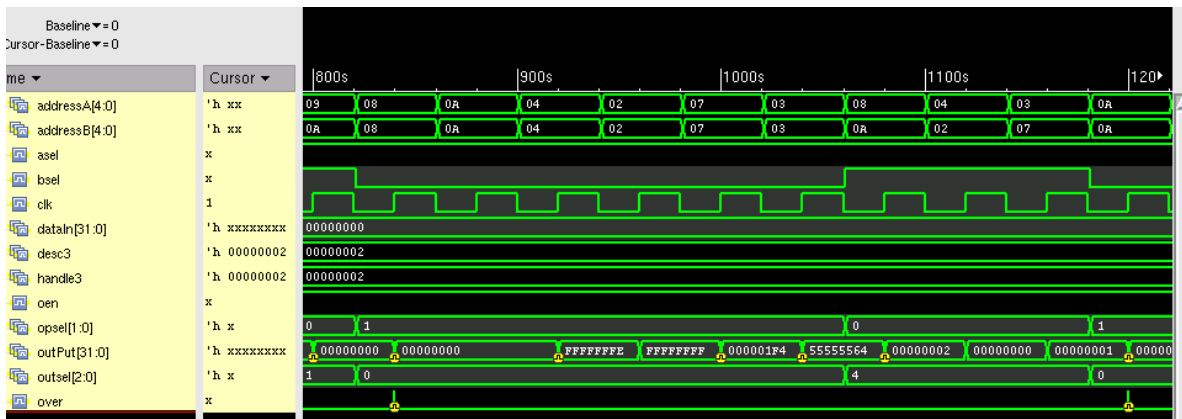 Baseline ▾= 0
Cursor-Baseline ▾= 0
me ▾ Cursor ▾ 800s 900s 1000s 1100s 120
addressA[4:0] 'h xx 09 08 0A 04 02 07 03 08 04 03 0A
addressB[4:0] 'h xx 0A 08 0A 04 02 07 03 0A 02 07 0A
asel x
bsel x
clk 1
dataIn[31:0] 'h xxxxxxxx 00000000
desc3 'h 00000002 00000002
handle3 'h 00000002 00000002
oen x
opsel[1:0] 'h x 0 1 0 1
outPut[31:0] 'h xxxxxxxx 00000000 00000000 FFFFFFFE FFFFFFFF 000001F4 55555564 00000002 00000000 00000001 00000
outsel[2:0] 'h x 1 0 4 0
over x